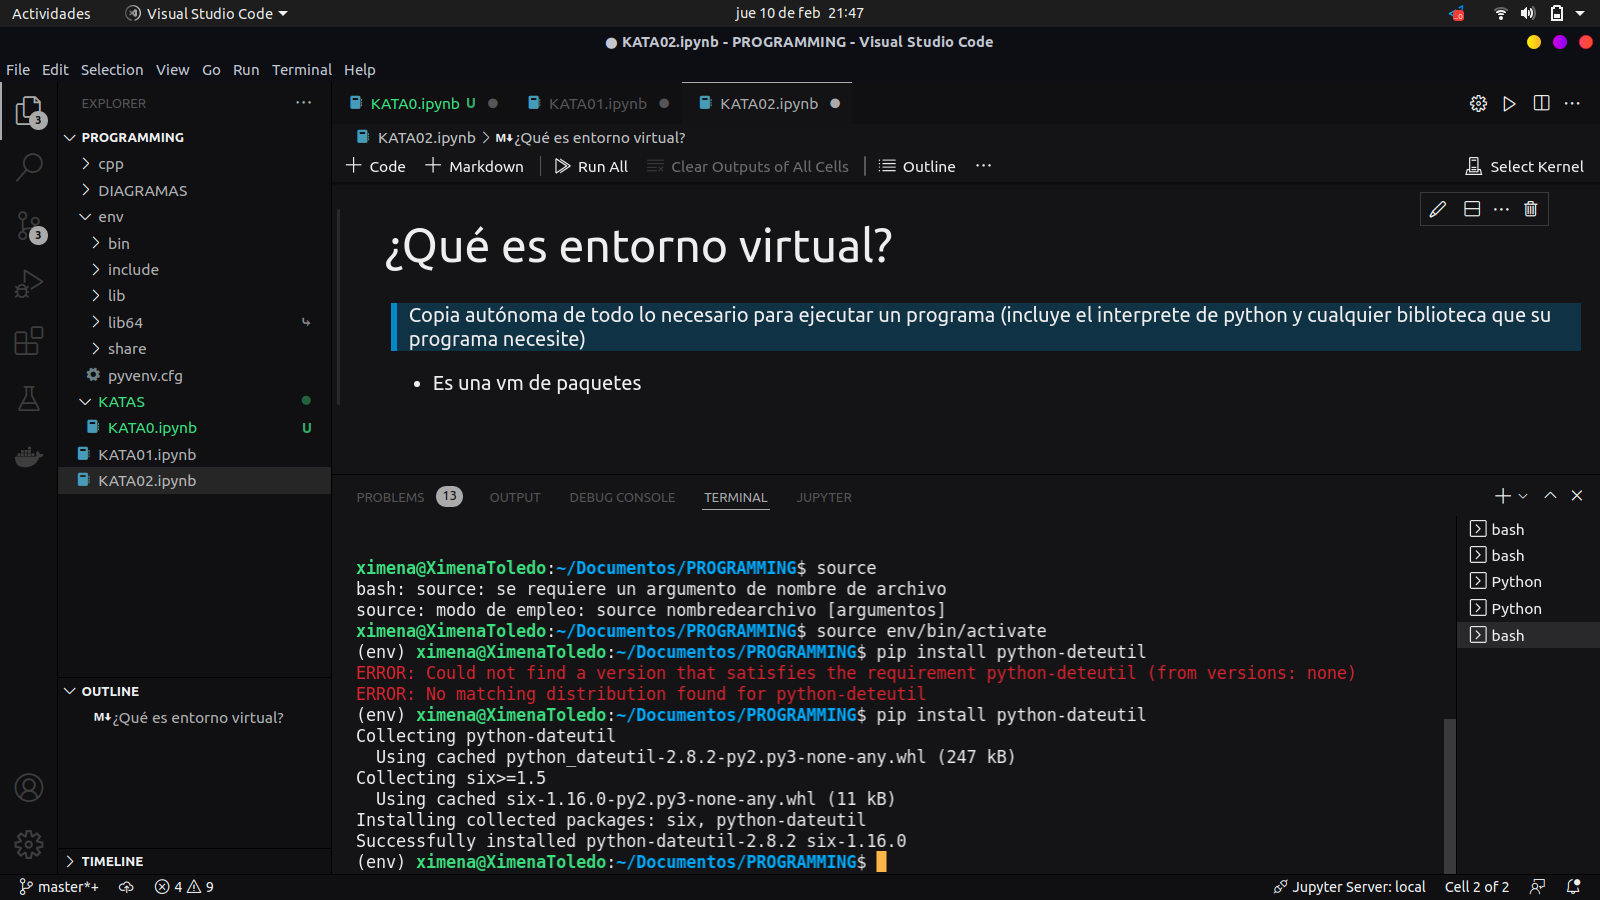 Actividades Visual Studio Code jue 10 de feb 21:47
KATA02.ipynb - PROGRAMMING - Visual Studio Code
File Edit Selection View Go Run Terminal Help
EXPLORER
PROGRAMMING
cpp
DIAGRAMAS
env
bin
include
lib
lib64
share
pyvenv.cfg
KATAS
KATA0.ipynb U
KATA01.ipynb
KATA02.ipynb
OUTLINE
M↓ ¿Qué es entorno virtual?
TIMELINE
3
3
KATA0.ipynb U KATA01.ipynb KATA02.ipynb
KATA02.ipynb > M↓ ¿Qué es entorno virtual?
+ Code + Markdown Run All Clear Outputs of All Cells Outline ... Select Kernel
¿Qué es entorno virtual?
Copia autónoma de todo lo necesario para ejecutar un programa (incluye el interprete de python y cualquier biblioteca que su
programa necesite)
• Es una vm de paquetes
PROBLEMS 13 OUTPUT DEBUG CONSOLE TERMINAL JUPYTER
ximena@XimenaToledo:~/Documentos/PROGRAMMING$ source
bash: source: se requiere un argumento de nombre de archivo
source: modo de empleo: source nombredearchivo [argumentos]
ximena@XimenaToledo:~/Documentos/PROGRAMMING$ source env/bin/activate
(env) ximena@XimenaToledo:~/Documentos/PROGRAMMING$ pip install python-deteutil
ERROR: Could not find a version that satisfies the requirement python-deteutil (from versions: none)
ERROR: No matching distribution found for python-deteutil
(env) ximena@XimenaToledo:~/Documentos/PROGRAMMING$ pip install python-dateutil
Collecting python-dateutil
  Using cached python_dateutil-2.8.2-py2.py3-none-any.whl (247 kB)
Collecting six>=1.5
  Using cached six-1.16.0-py2.py3-none-any.whl (11 kB)
Installing collected packages: six, python-dateutil
Successfully installed python-dateutil-2.8.2 six-1.16.0
(env) ximena@XimenaToledo:~/Documentos/PROGRAMMING$
bash
bash
Python
Python
bash
master*+ 4 9 Jupyter Server: local Cell 2 of 2